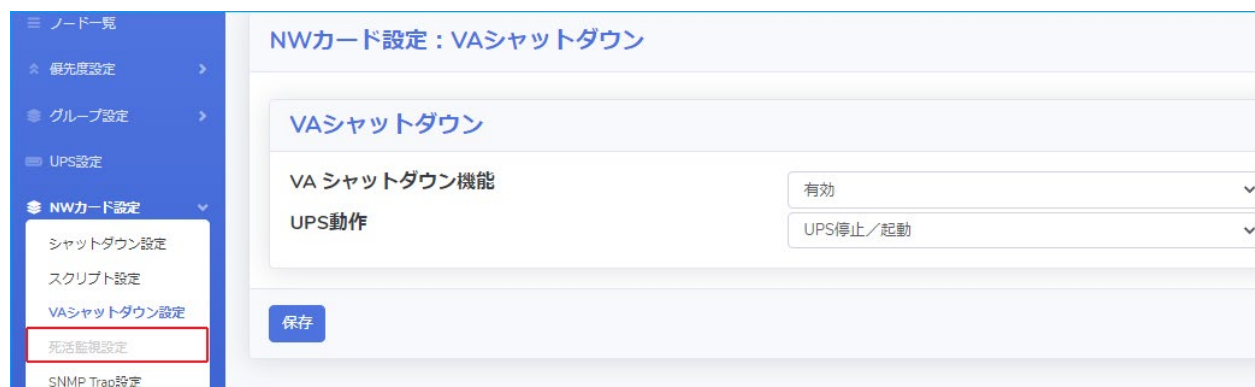 ノード一覧
優先度設定
グループ設定
UPS設定
NWカード設定
シャットダウン設定
スクリプト設定
VAシャットダウン設定
死活監視設定
SNMP Trap設定
NWカード設定：VAシャットダウン
VAシャットダウン
VA シャットダウン機能
有効
UPS動作
UPS停止／起動
保存